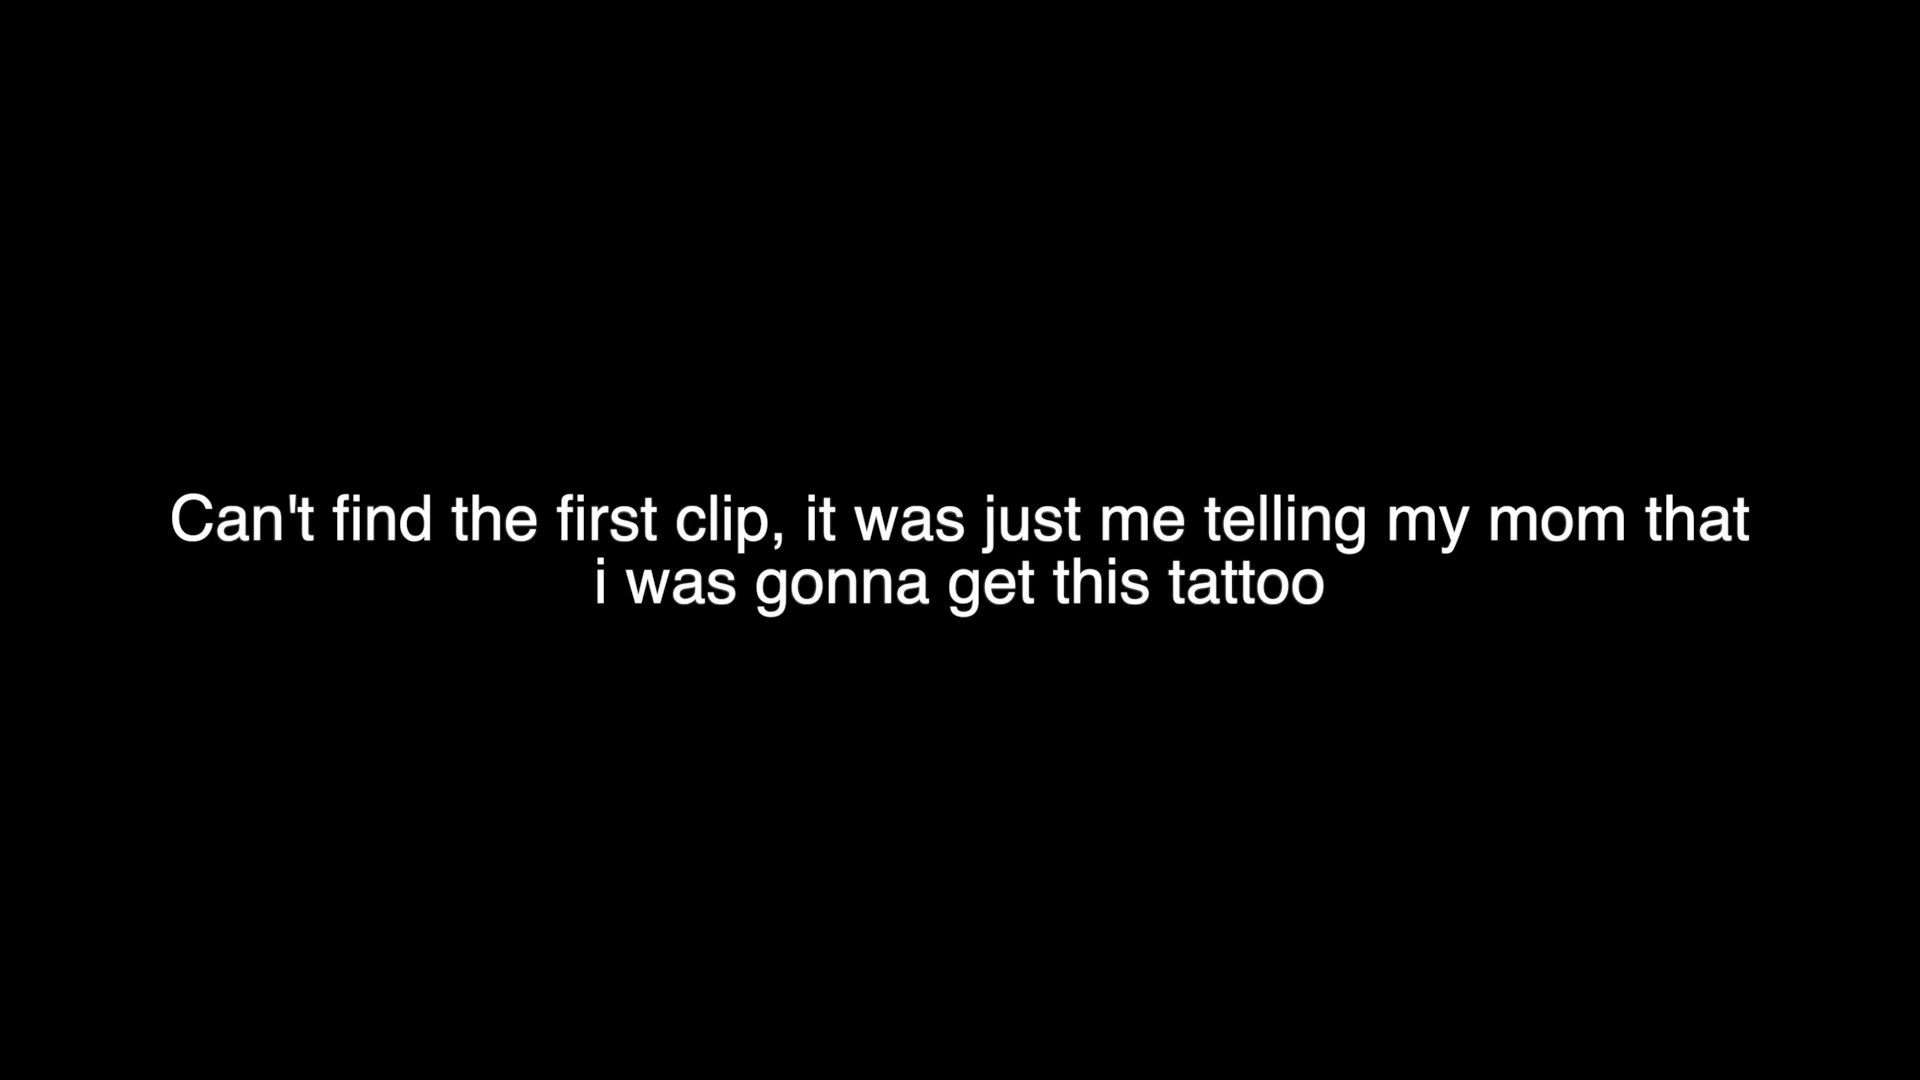 Can't find the first clip, it was just me telling my mom that
i was gonna get this tattoo